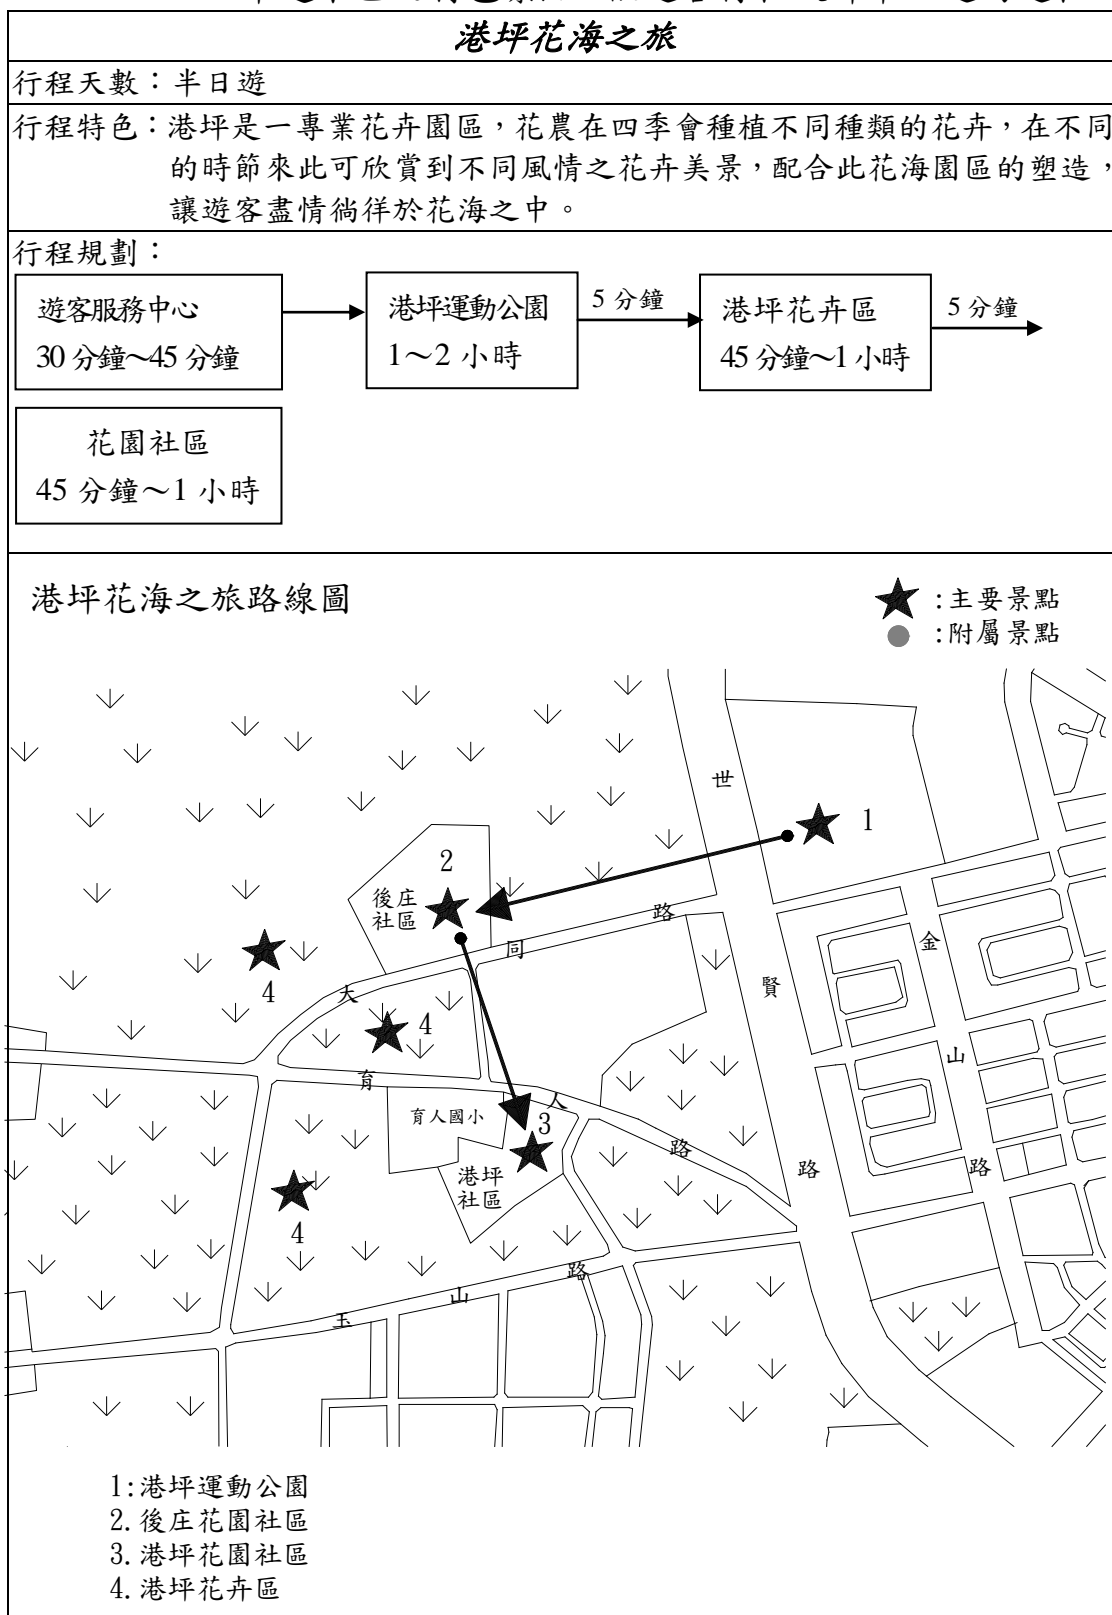 港坪花海之旅
行程天數：半日遊
行程特色：港坪是一專業花卉園區，花農在四季會種植不同種類的花卉，在不同
的時節來此可欣賞到不同風情之花卉美景，配合此花海園區的塑造，
讓遊客盡情徜徉於花海之中。
行程規劃：
遊客服務中心
30 分鐘～45 分鐘
港坪運動公園
1～2 小時
5 分鐘
港坪花卉區
45 分鐘～1 小時
5 分鐘
花園社區
45 分鐘～1 小時
港坪花海之旅路線圖
:主要景點
:附屬景點
世賢路
1
2
後庄
社區
大同路
金山路
4
4
育人路
育人國小
3
港坪
社區
4
玉山路
1:港坪運動公園
2.後庄花園社區
3.港坪花園社區
4.港坪花卉區